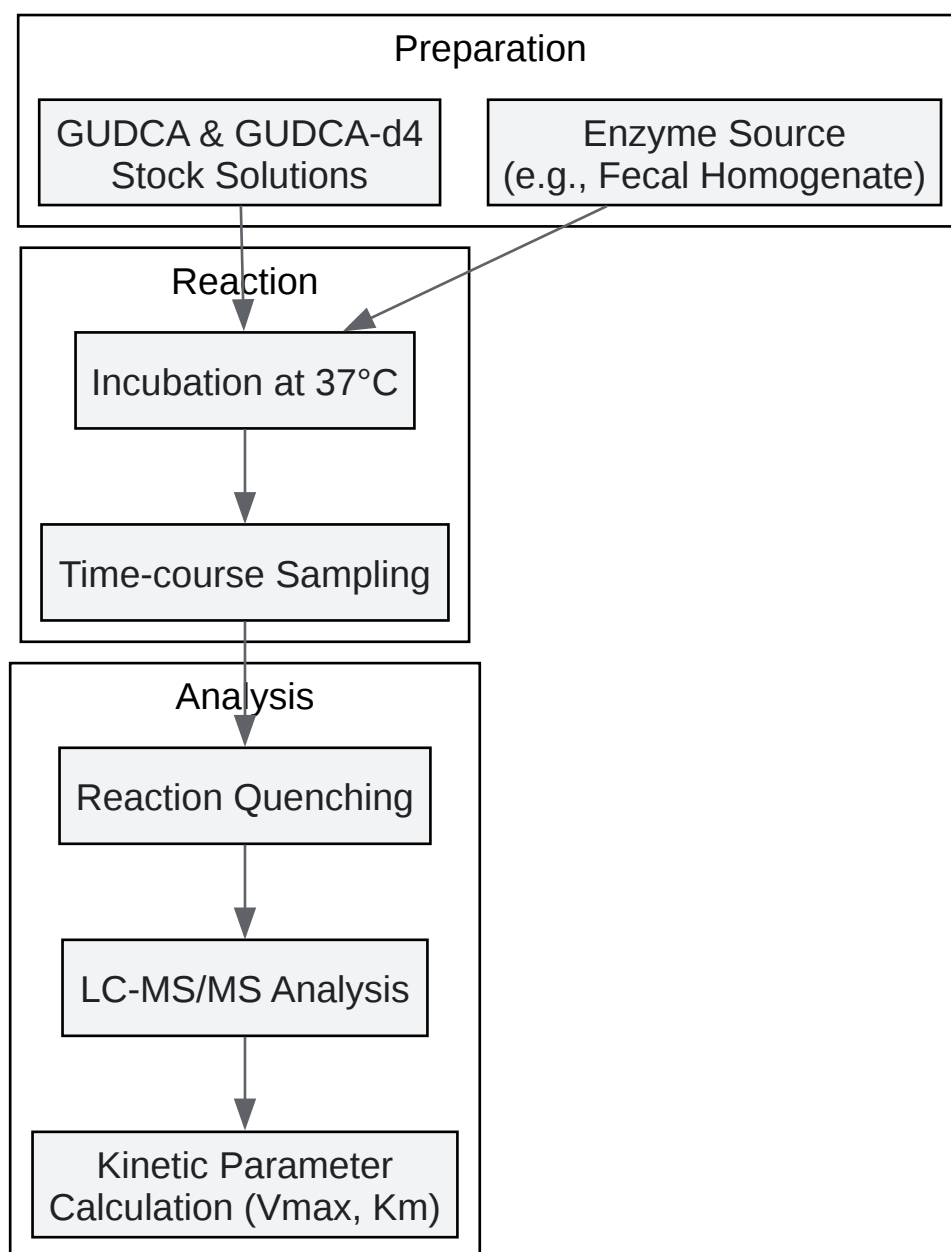 Preparation
GUDCA & GUDCA-d4
Stock Solutions
Enzyme Source
(e.g., Fecal Homogenate)
Reaction
Incubation at 37°C
Time-course Sampling
Analysis
Reaction Quenching
LC-MS/MS Analysis
Kinetic Parameter
Calculation (Vmax, Km)